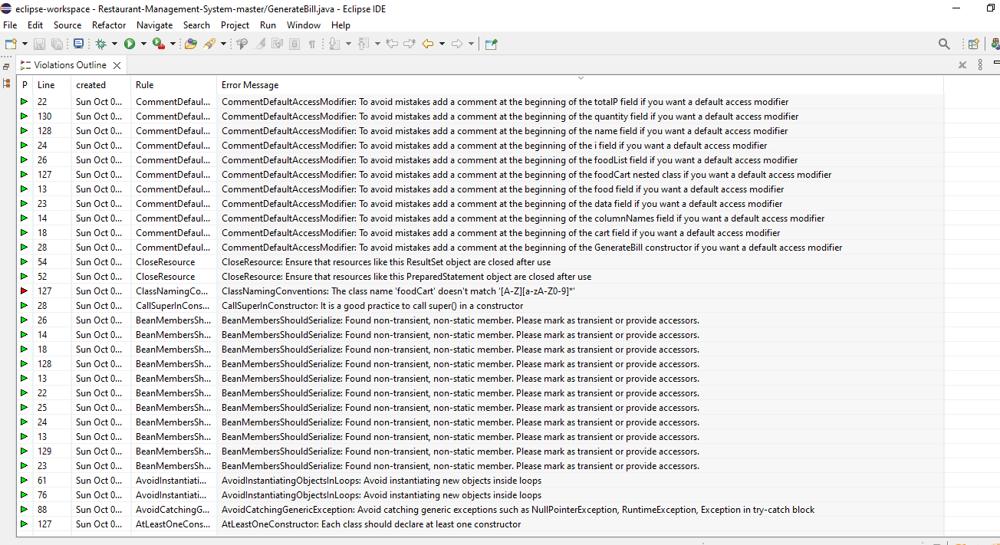 eclipse-workspace - Restaurant-Management-System-master/GenerateBill.java - Eclipse IDE
File Edit Source Refactor Navigate Search Project Run Window Help
Violations Outline
P Line created Rule Error Message
22 Sun Oct 0... CommentDefaul... CommentDefaultAccessModifier: To avoid mistakes add a comment at the beginning of the totalP field if you want a default access modifier
130 Sun Oct 0... CommentDefaul... CommentDefaultAccessModifier: To avoid mistakes add a comment at the beginning of the quantity field if you want a default access modifier
128 Sun Oct 0... CommentDefaul... CommentDefaultAccessModifier: To avoid mistakes add a comment at the beginning of the name field if you want a default access modifier
24 Sun Oct 0... CommentDefaul... CommentDefaultAccessModifier: To avoid mistakes add a comment at the beginning of the i field if you want a default access modifier
26 Sun Oct 0... CommentDefaul... CommentDefaultAccessModifier: To avoid mistakes add a comment at the beginning of the foodList field if you want a default access modifier
127 Sun Oct 0... CommentDefaul... CommentDefaultAccessModifier: To avoid mistakes add a comment at the beginning of the foodCart nested class if you want a default access modifier
13 Sun Oct 0... CommentDefaul... CommentDefaultAccessModifier: To avoid mistakes add a comment at the beginning of the food field if you want a default access modifier
23 Sun Oct 0... CommentDefaul... CommentDefaultAccessModifier: To avoid mistakes add a comment at the beginning of the data field if you want a default access modifier
14 Sun Oct 0... CommentDefaul... CommentDefaultAccessModifier: To avoid mistakes add a comment at the beginning of the columnNames field if you want a default access modifier
18 Sun Oct 0... CommentDefaul... CommentDefaultAccessModifier: To avoid mistakes add a comment at the beginning of the cart field if you want a default access modifier
28 Sun Oct 0... CommentDefaul... CommentDefaultAccessModifier: To avoid mistakes add a comment at the beginning of the GenerateBill constructor if you want a default access modifier
54 Sun Oct 0... CloseResource CloseResource: Ensure that resources like this ResultSet object are closed after use
52 Sun Oct 0... CloseResource CloseResource: Ensure that resources like this PreparedStatement object are closed after use
127 Sun Oct 0... ClassNamingCo... ClassNamingConventions: The class name 'foodCart' doesn't match '[A-Z][a-zA-Z0-9]*'
28 Sun Oct 0... CallSuperInCons... CallSuperInConstructor: It is a good practice to call super() in a constructor
26 Sun Oct 0... BeanMembersSh... BeanMembersShouldSerialize: Found non-transient, non-static member. Please mark as transient or provide accessors.
14 Sun Oct 0... BeanMembersSh... BeanMembersShouldSerialize: Found non-transient, non-static member. Please mark as transient or provide accessors.
18 Sun Oct 0... BeanMembersSh... BeanMembersShouldSerialize: Found non-transient, non-static member. Please mark as transient or provide accessors.
128 Sun Oct 0... BeanMembersSh... BeanMembersShouldSerialize: Found non-transient, non-static member. Please mark as transient or provide accessors.
13 Sun Oct 0... BeanMembersSh... BeanMembersShouldSerialize: Found non-transient, non-static member. Please mark as transient or provide accessors.
22 Sun Oct 0... BeanMembersSh... BeanMembersShouldSerialize: Found non-transient, non-static member. Please mark as transient or provide accessors.
25 Sun Oct 0... BeanMembersSh... BeanMembersShouldSerialize: Found non-transient, non-static member. Please mark as transient or provide accessors.
24 Sun Oct 0... BeanMembersSh... BeanMembersShouldSerialize: Found non-transient, non-static member. Please mark as transient or provide accessors.
13 Sun Oct 0... BeanMembersSh... BeanMembersShouldSerialize: Found non-transient, non-static member. Please mark as transient or provide accessors.
129 Sun Oct 0... BeanMembersSh... BeanMembersShouldSerialize: Found non-transient, non-static member. Please mark as transient or provide accessors.
23 Sun Oct 0... BeanMembersSh... BeanMembersShouldSerialize: Found non-transient, non-static member. Please mark as transient or provide accessors.
61 Sun Oct 0... AvoidInstantiati... AvoidInstantiatingObjectsInLoops: Avoid instantiating new objects inside loops
76 Sun Oct 0... AvoidInstantiati... AvoidInstantiatingObjectsInLoops: Avoid instantiating new objects inside loops
88 Sun Oct 0... AvoidCatchingG... AvoidCatchingGenericException: Avoid catching generic exceptions such as NullPointerException, RuntimeException, Exception in try-catch block
127 Sun Oct 0... AtLeastOneCons... AtLeastOneConstructor: Each class should declare at least one constructor